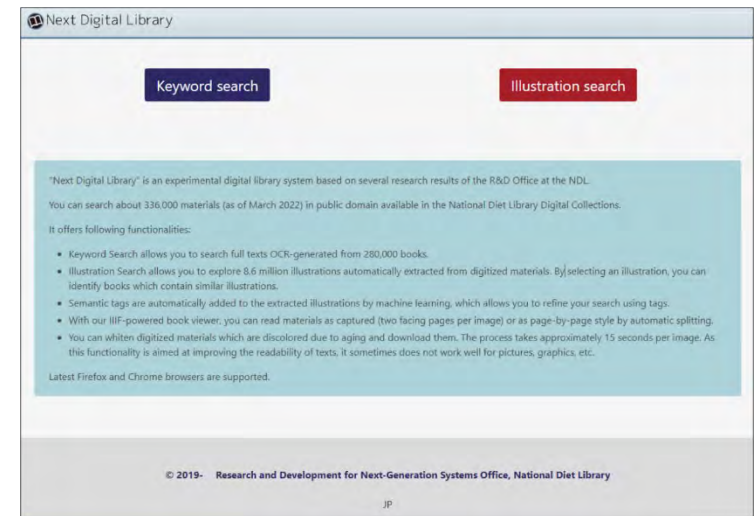 Next Digital Library
Keyword search
Illustration search
"Next Digital Library" is an experimental digital library system based on several research results of the R&D Office at the NDL.
You can search about 336,000 materials (as of March 2022) in public domain available in the National Diet Library Digital Collections.
It offers following functionalities:
• Keyword Search allows you to search full texts OCR-generated from 280,000 books.
• Illustration Search allows you to explore 8.6 million illustrations automatically extracted from digitized materials. By selecting an illustration, you can
identify books which contain similar illustrations.
• Semantic tags are automatically added to the extracted illustrations by machine learning, which allows you to refine your search using tags.
• With our IIIF-powered book viewer, you can read materials as captured (two facing pages per image) or as page-by-page style by automatic splitting.
• You can whiten digitized materials which are discolored due to aging and download them. The process takes approximately 15 seconds per image. As
this functionality is aimed at improving the readability of texts, it sometimes does not work well for pictures, graphics, etc.
Latest Firefox and Chrome browsers are supported.
© 2019- Research and Development for Next-Generation Systems Office, National Diet Library
JP